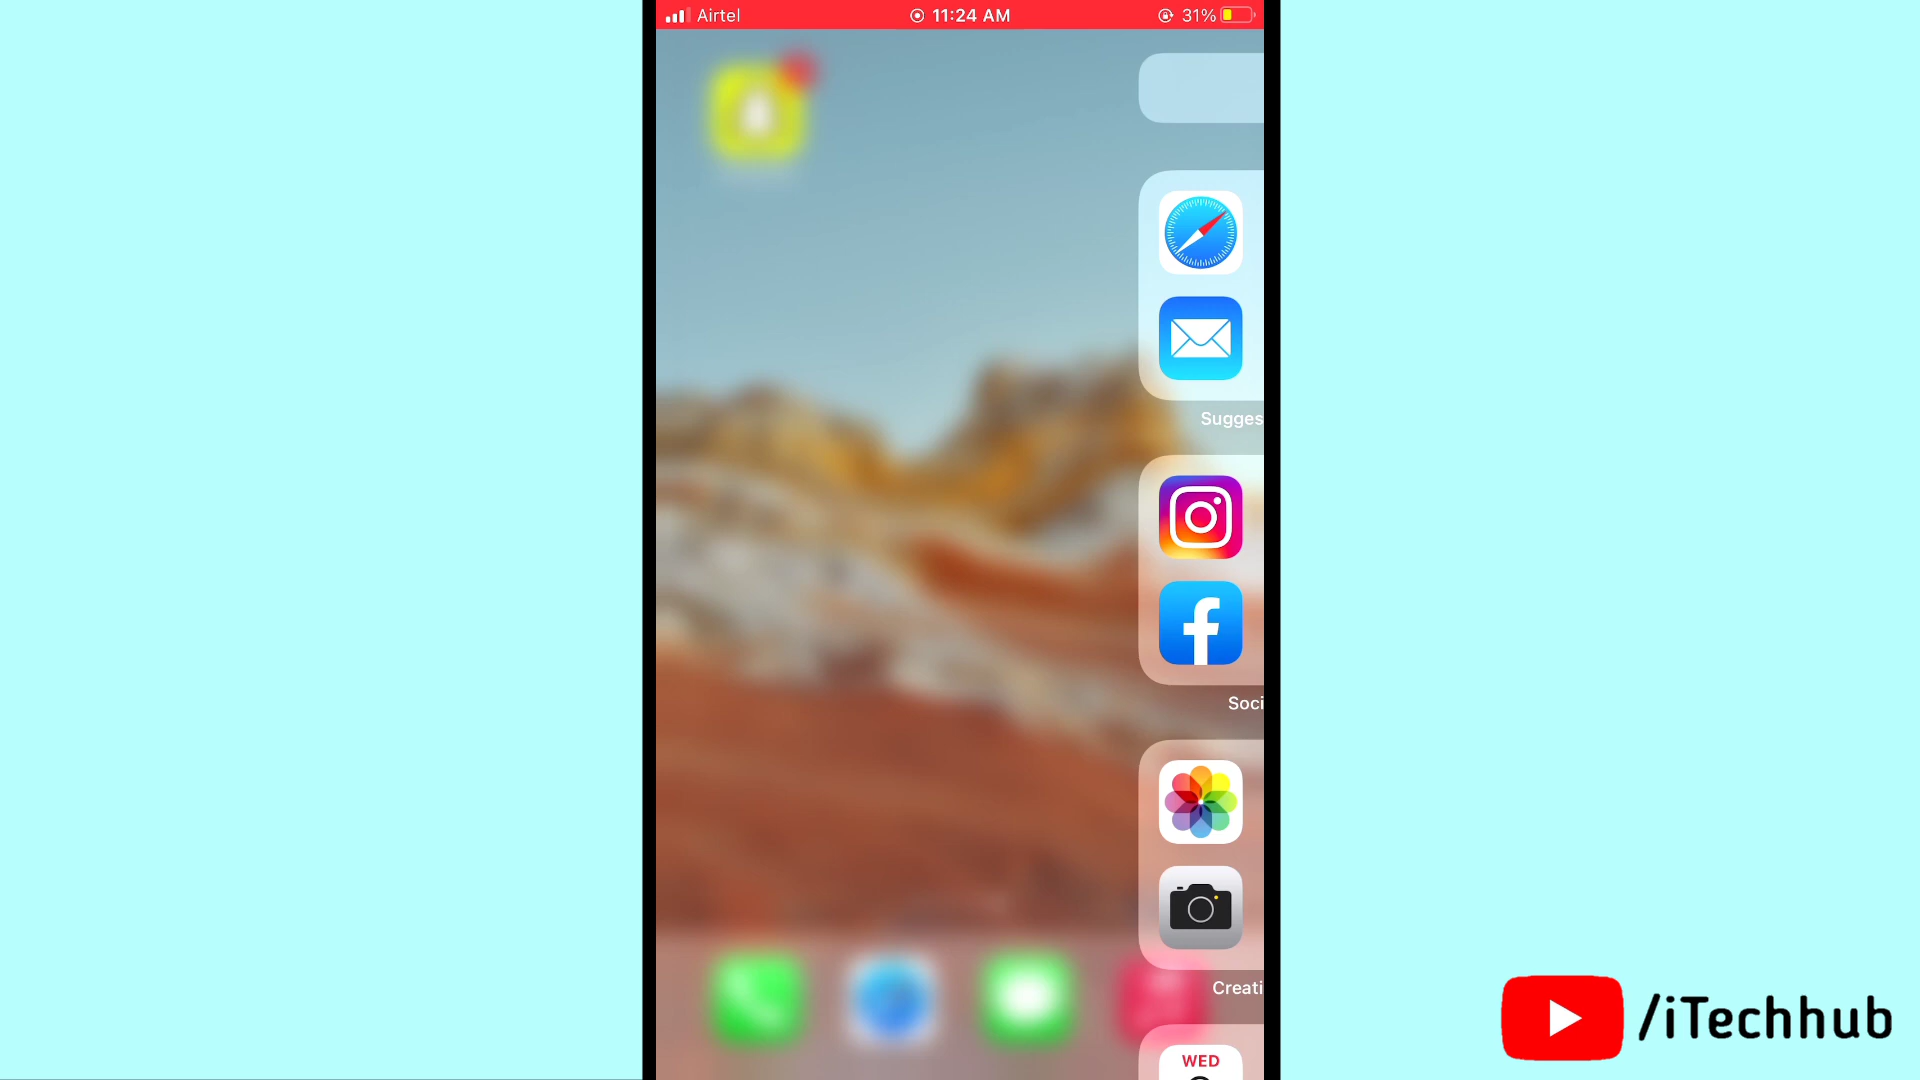 Airtel
11:24 AM
31%
Sugges
Soci
Creati
WED
/iTechhub